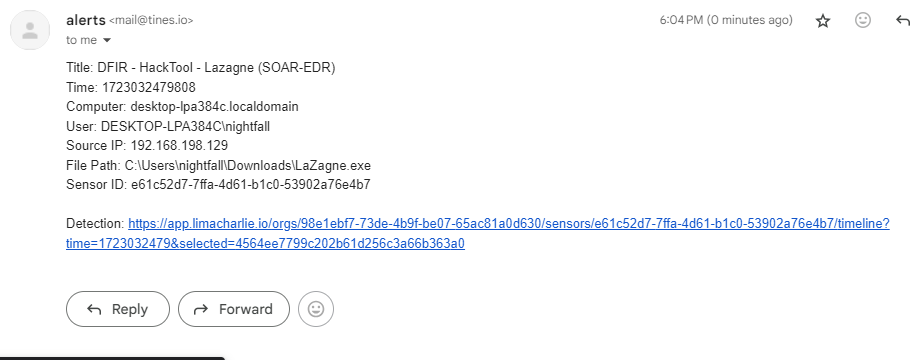 alerts <mail@tines.io> 6:04 PM (0 minutes ago)
to me
Title: DFIR - HackTool - Lazagne (SOAR-EDR)
Time: 1723032479808
Computer: desktop-lpa384c.localdomain
User: DESKTOP-LPA384C\nightfall
Source IP: 192.168.198.129
File Path: C:\Users\nightfall\Downloads\LaZagne.exe
Sensor ID: e61c52d7-7ffa-4d61-b1c0-53902a76e4b7
Detection: https://app.limacharlie.io/orgs/98e1ebf7-73de-4b9f-be07-65ac81a0d630/sensors/e61c52d7-7ffa-4d61-b1c0-53902a76e4b7/timeline?
time=1723032479&selected=4564ee7799c202b61d256c3a66b363a0
Reply Forward